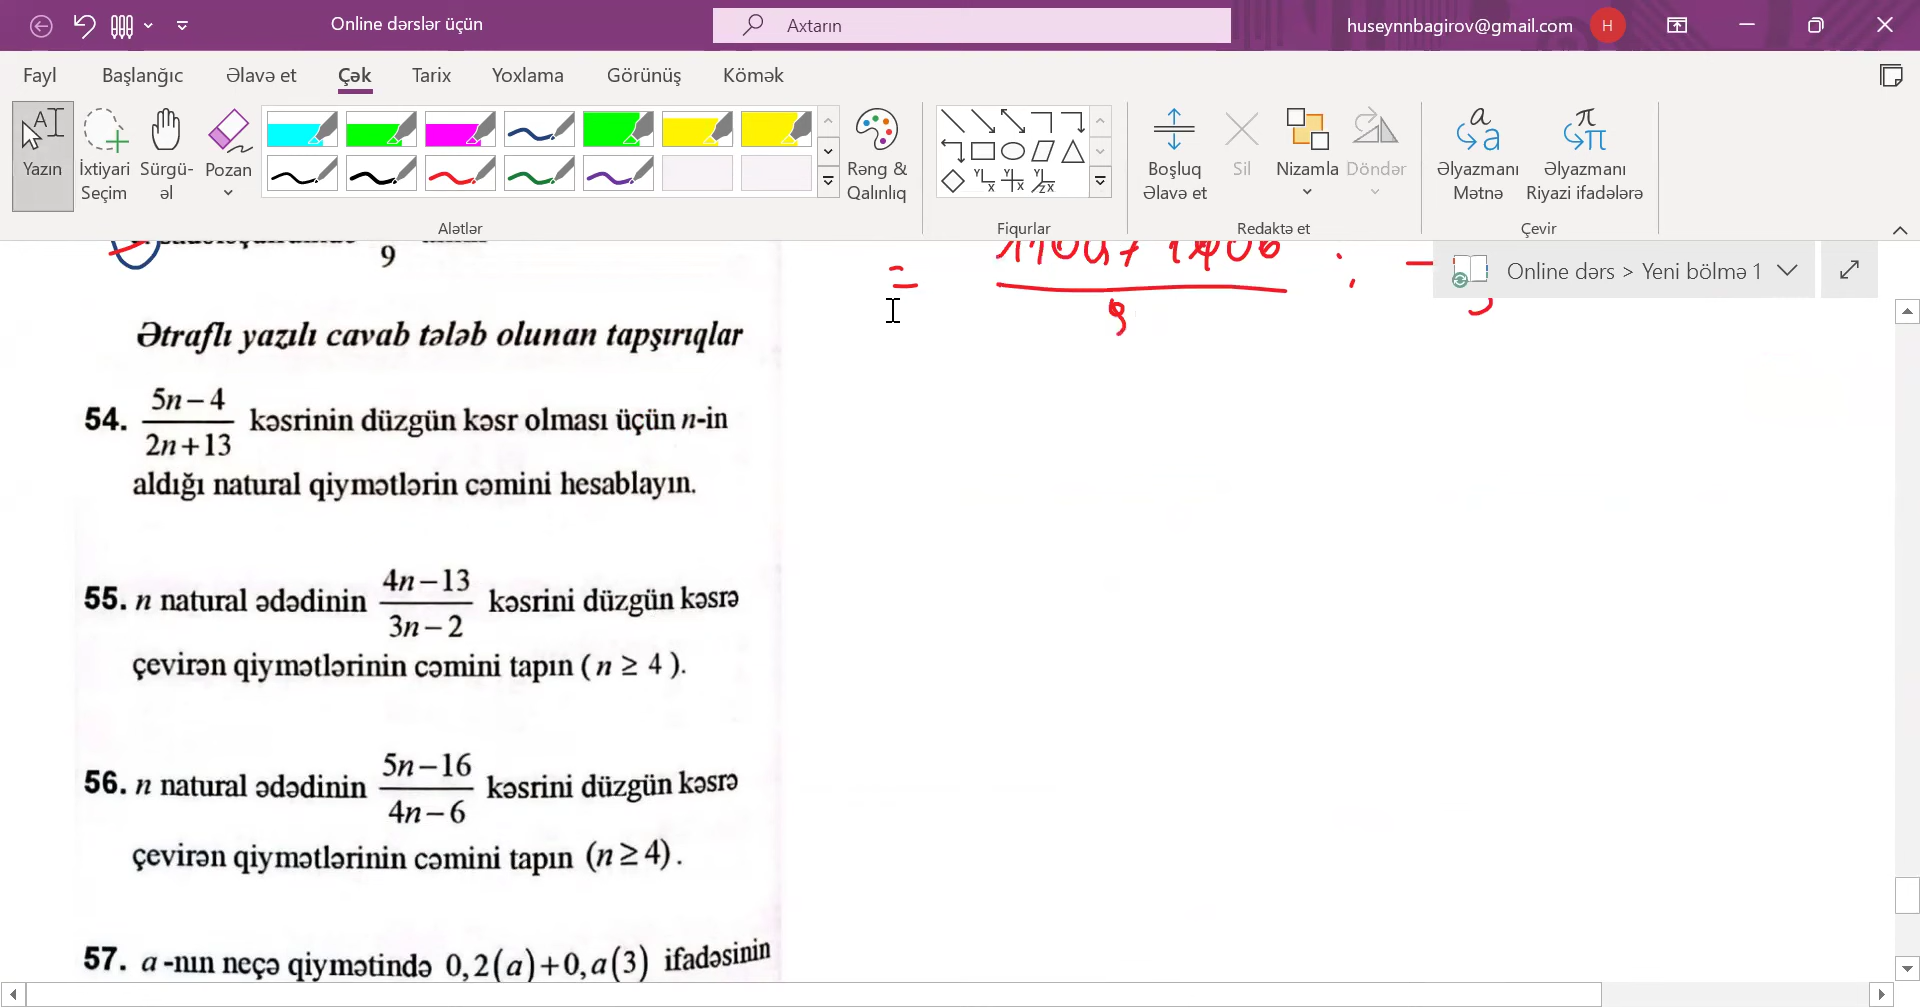 Online dərslər üçün
Axtarın
huseynnbagirov@gmail.com
H
Fayl Başlanğıc Əlavə et Çək Tarix Yoxlama Görünüş Kömək
Yazın
İxtiyari Seçim
Sürgü-əl
Pozan
Rəng & Qalınlıq
Boşluq Əlavə et
Sil
Nizamla
Döndər
Əlyazmanı Mətnə
Əlyazmanı Riyazi ifadələrə
Alətlər
Fiqurlar
Redaktə et
Çevir
Online dərs > Yeni bölmə 1
9
=
9
Ətraflı yazılı cavab tələb olunan tapşırıqlar
54. (5n – 4)/(2n + 13) kəsrinin düzgün kəsr olması üçün n-in
aldığı natural qiymətlərin cəmini hesablayın.
55. n natural ədədinin (4n – 13)/(3n – 2) kəsrini düzgün kəsrə
çevirən qiymətlərinin cəmini tapın ( n ≥ 4 ).
56. n natural ədədinin (5n – 16)/(4n – 6) kəsrini düzgün kəsrə
çevirən qiymətlərinin cəmini tapın (n ≥ 4) .
57. a -nın neçə qiymətində 0,2(a)+0,a(3) ifadəsinin